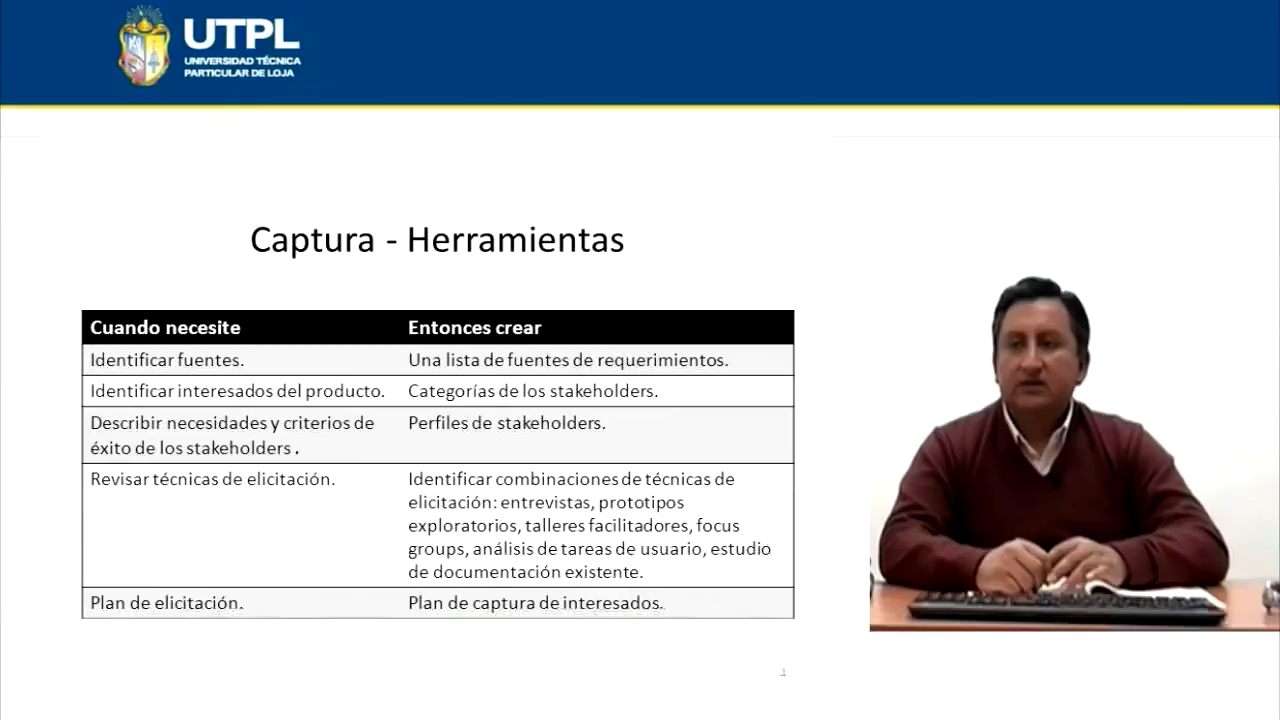 UTPL
UNIVERSIDAD TÉCNICA
PARTICULAR DE LOJA
Captura - Herramientas
Cuando necesite Entonces crear
Identificar fuentes. Una lista de fuentes de requerimientos.
Identificar interesados del producto. Categorías de los stakeholders.
Describir necesidades y criterios de Perfiles de stakeholders.
éxito de los stakeholders .
Revisar técnicas de elicitación. Identificar combinaciones de técnicas de
elicitación: entrevistas, prototipos
exploratorios, talleres facilitadores, focus
groups, análisis de tareas de usuario, estudio
de documentación existente.
Plan de elicitación. Plan de captura de interesados.
4